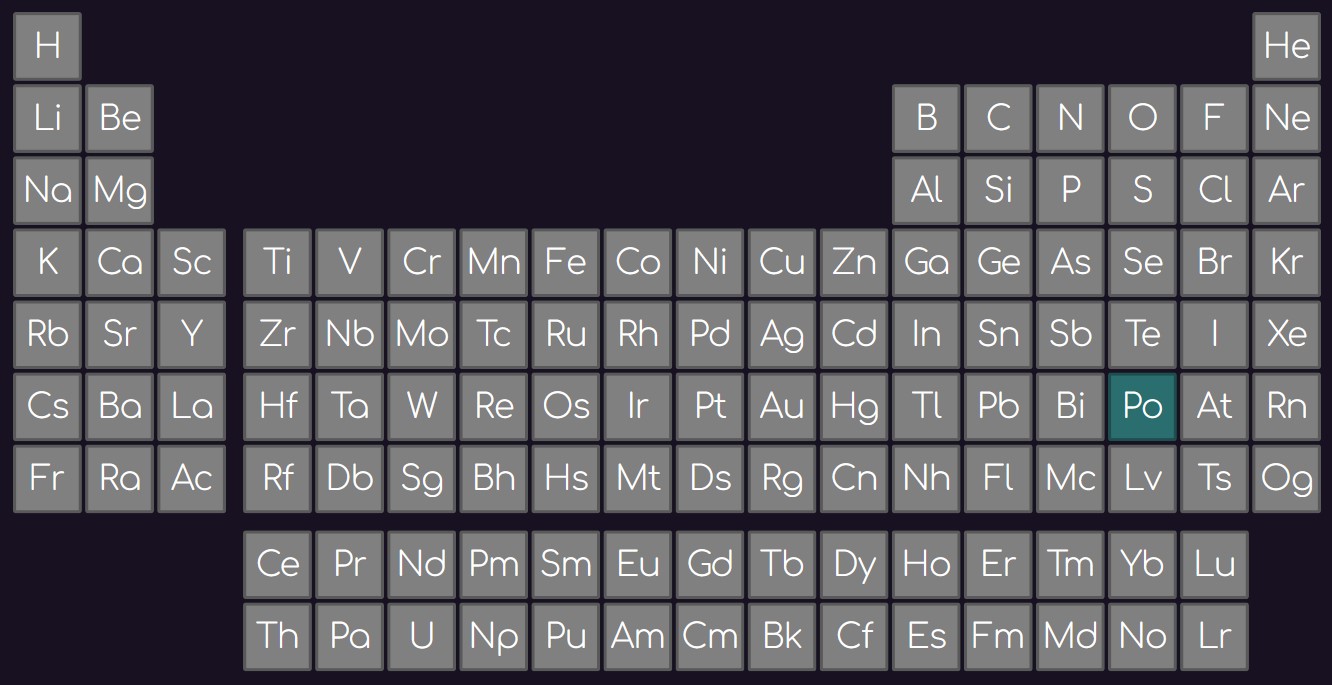 H He
Li Be B C N O F Ne
Na Mg Al Si P S Cl Ar
K Ca Sc Ti V Cr Mn Fe Co Ni Cu Zn Ga Ge As Se Br Kr
Rb Sr Y Zr Nb Mo Tc Ru Rh Pd Ag Cd In Sn Sb Te I Xe
Cs Ba La Hf Ta W Re Os Ir Pt Au Hg Tl Pb Bi Po At Rn
Fr Ra Ac Rf Db Sg Bh Hs Mt Ds Rg Cn Nh Fl Mc Lv Ts Og
Ce Pr Nd Pm Sm Eu Gd Tb Dy Ho Er Tm Yb Lu
Th Pa U Np Pu Am Cm Bk Cf Es Fm Md No Lr